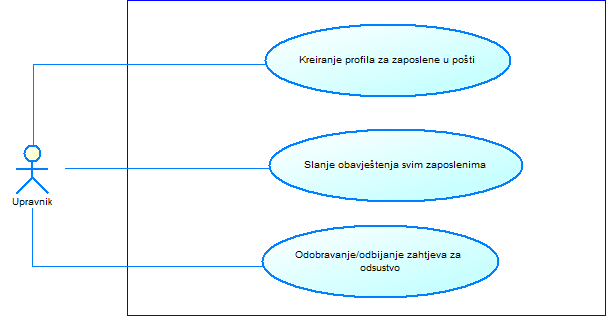 Kreiranje profila za zaposlene u pošti
Slanje obavještenja svim zaposlenima
Upravnik
Odobravanje/odbijanje zahtjeva za
odsustvo